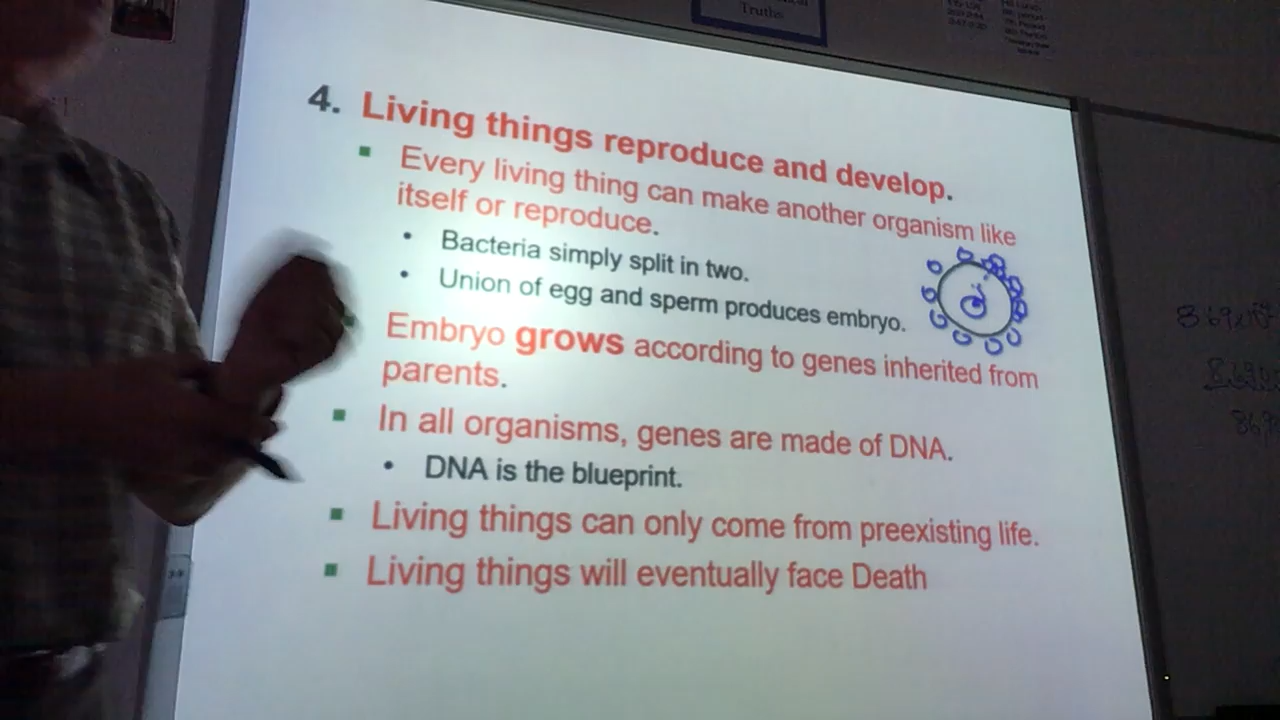 Truths
4. Living things reproduce and develop.
Every living thing can make another organism like
itself or reproduce.
• Bacteria simply split in two.
• Union of egg and sperm produces embryo.
Embryo grows according to genes inherited from
parents.
In all organisms, genes are made of DNA.
• DNA is the blueprint.
Living things can only come from preexisting life.
Living things will eventually face Death